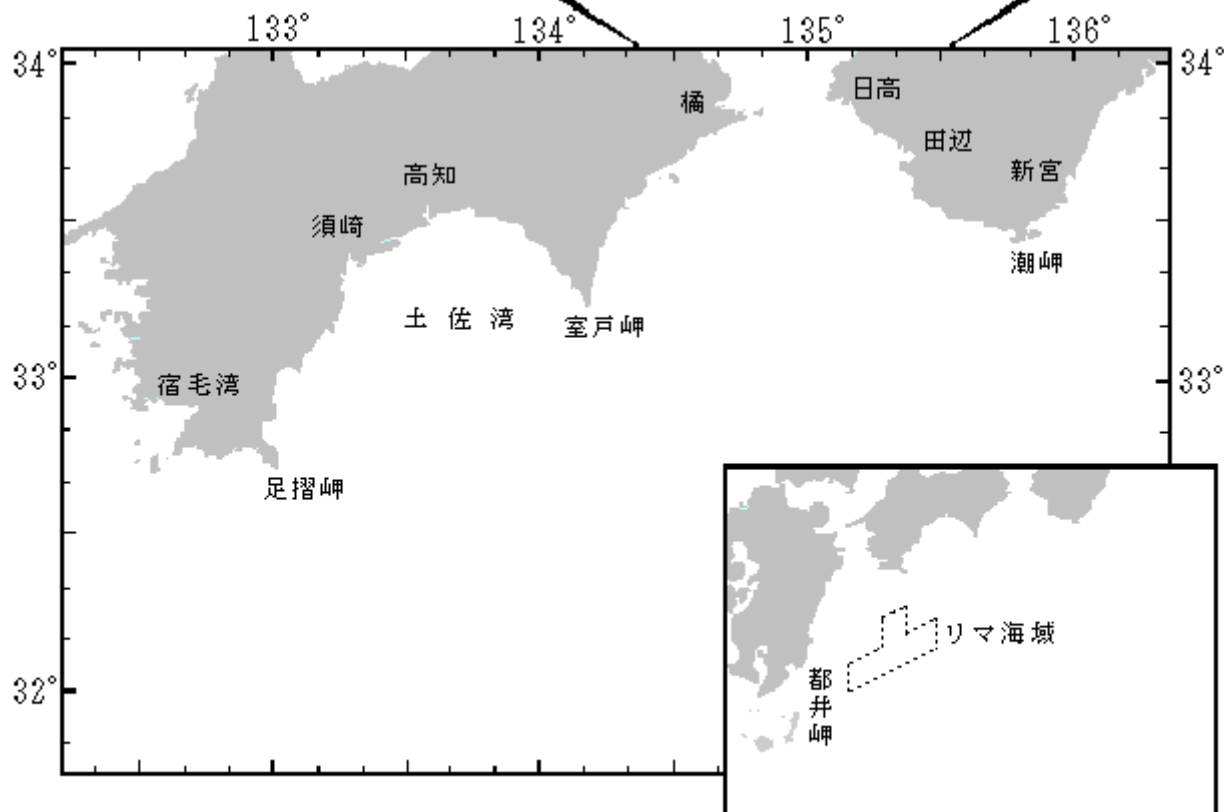 133° 134° 135° 136°
34° 34°
日高
橘
田辺
新宮
高知
須崎
潮岬
土佐湾
室戸岬
33° 33°
宿毛湾
足摺岬
リマ海域
都井岬
32°